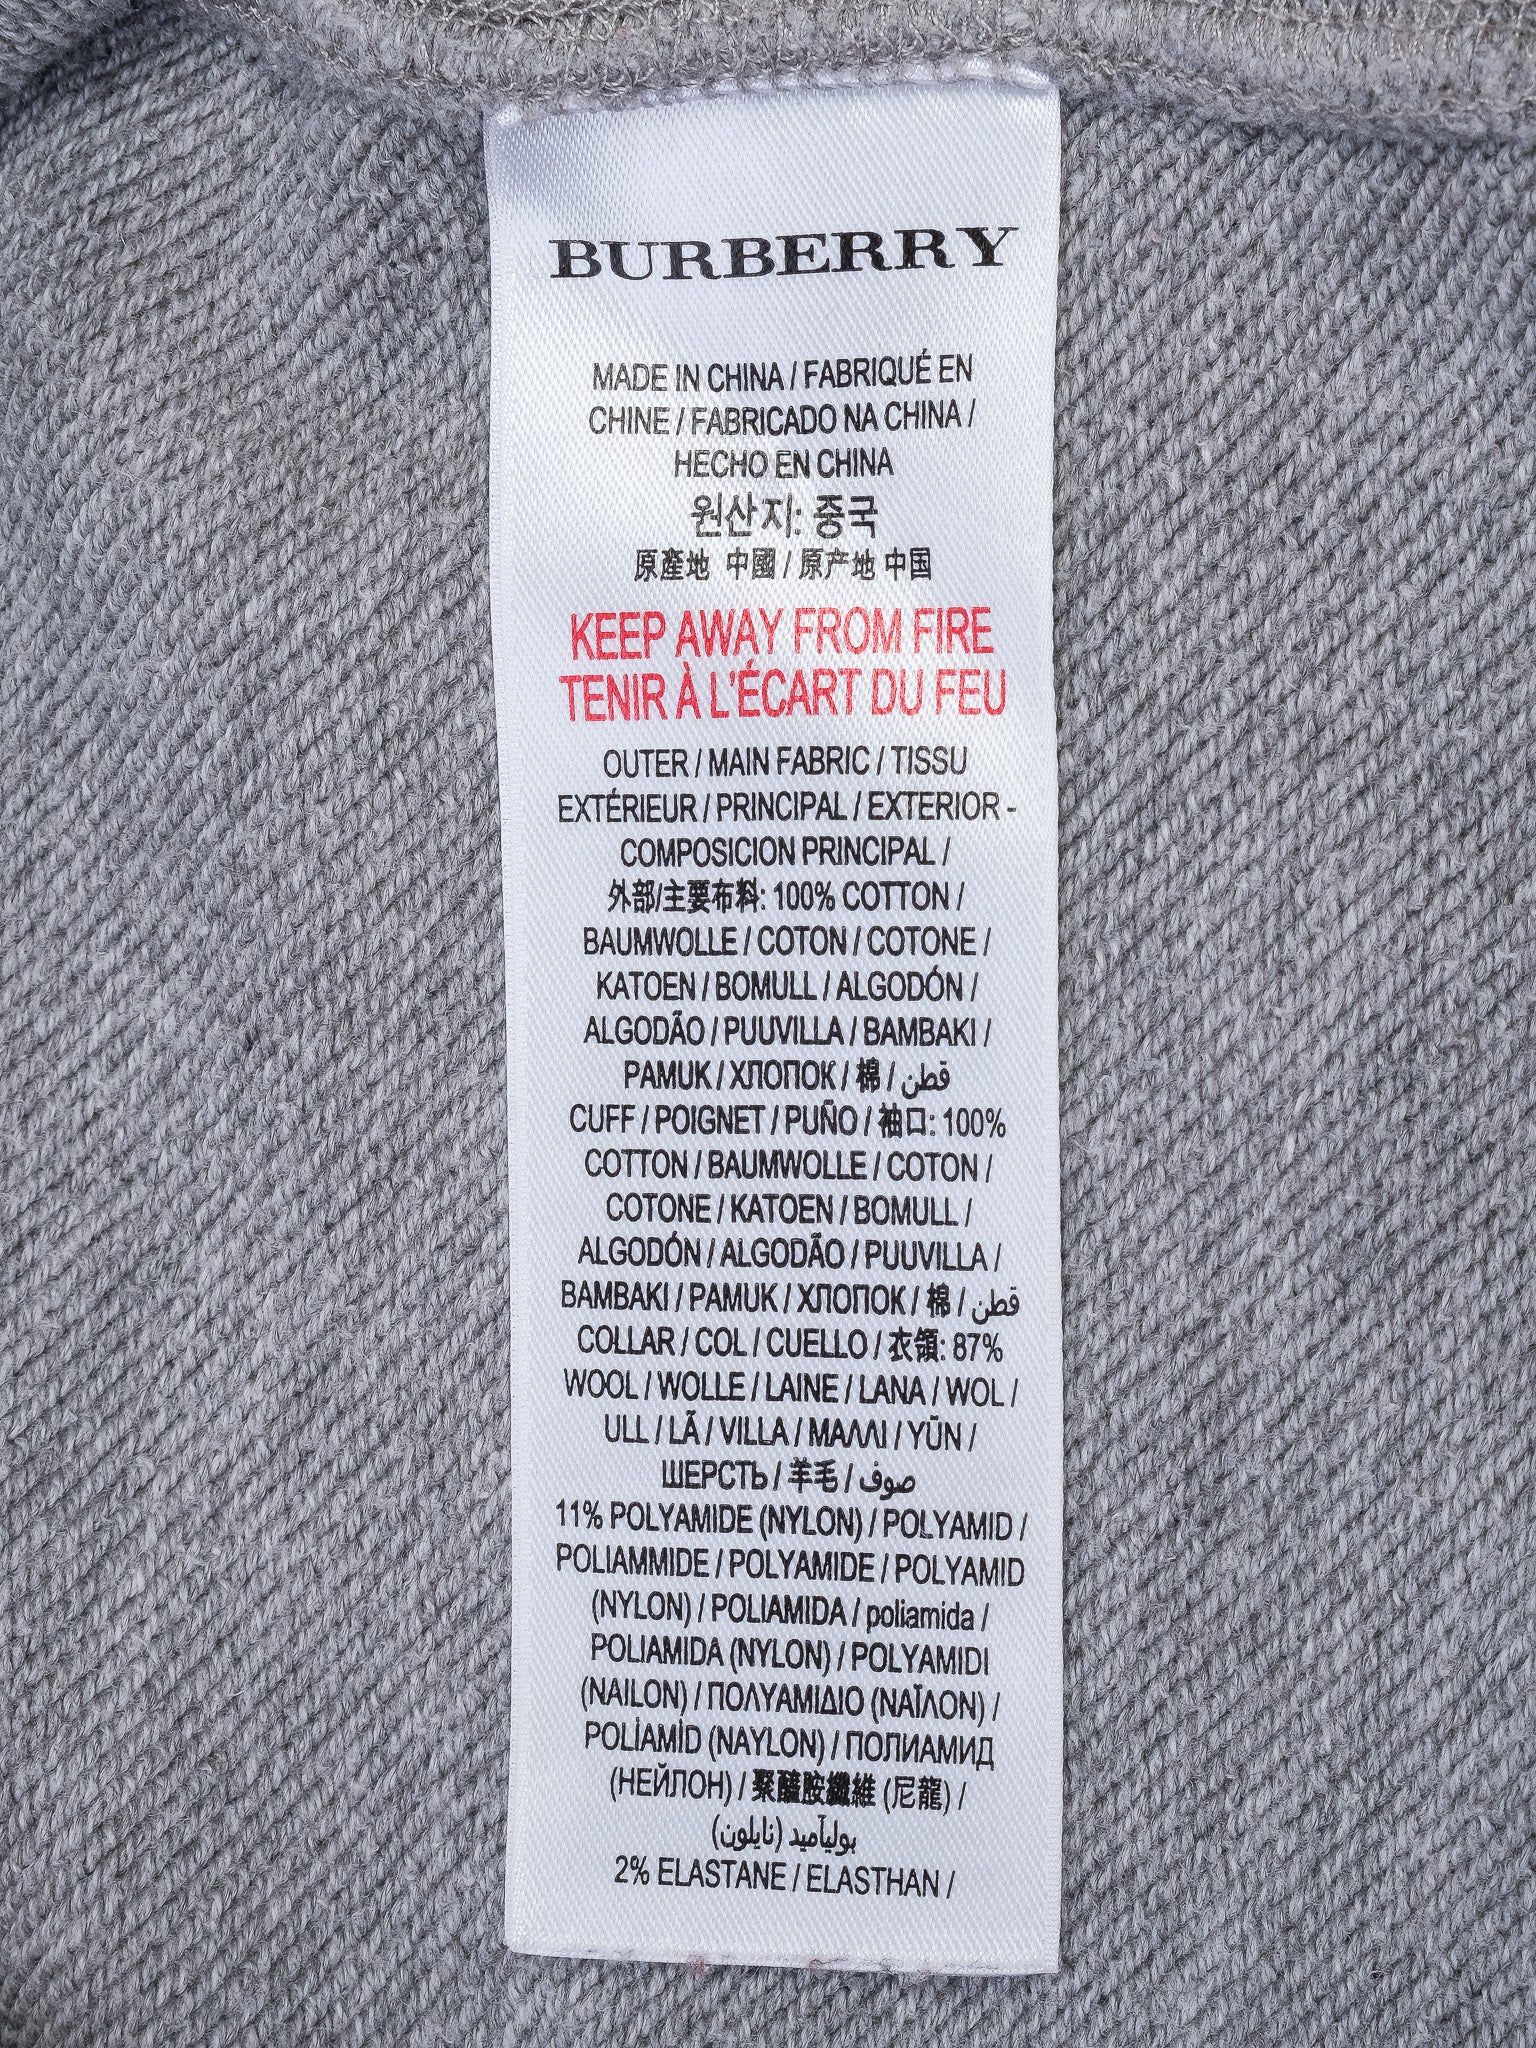 BURBERRY
MADE IN CHINA / FABRIQUÉ EN
CHINE / FABRICADO NA CHINA /
HECHO EN CHINA
원산지: 중국
原產地 中國 / 原产地 中国
KEEP AWAY FROM FIRE
TENIR À L'ÉCART DU FEU
OUTER / MAIN FABRIC / TISSU
EXTÉRIEUR / PRINCIPAL / EXTERIOR -
COMPOSICION PRINCIPAL /
外部/主要布料: 100% COTTON /
BAUMWOLLE / COTON / COTONE /
KATOEN / BOMULL / ALGODÓN /
ALGODÃO / PUUVILLA / BAMBAKI /
PAMUK / ХЛОПОК / 棉 / قطن
CUFF / POIGNET / PUÑO / 袖口: 100%
COTTON / BAUMWOLLE / COTON /
COTONE / KATOEN / BOMULL /
ALGODÓN / ALGODÃO / PUUVILLA /
BAMBAKI / PAMUK / ХЛОПОК / 棉 / قطن
COLLAR / COL / CUELLO / 衣領: 87%
WOOL / WOLLE / LAINE / LANA / WOL /
ULL / LÃ / VILLA / ΜΑΛΛΙ / YÜN /
ШЕРСТЬ / 羊毛 / صوف
11% POLYAMIDE (NYLON) / POLYAMID /
POLIAMMIDE / POLYAMIDE / POLYAMID
(NYLON) / POLIAMIDA / poliamida /
POLIAMIDA (NYLON) / POLYAMIDI
(NAILON) / ΠΟΛΥΑΜΙΔΙΟ (ΝΑΪΛΟΝ) /
POLİAMİD (NAYLON) / ПОЛИАМИД
(НЕЙЛОН) / 聚醯胺纖維 (尼龍) /
بولیآمید (نایلون)
2% ELASTANE / ELASTHAN /